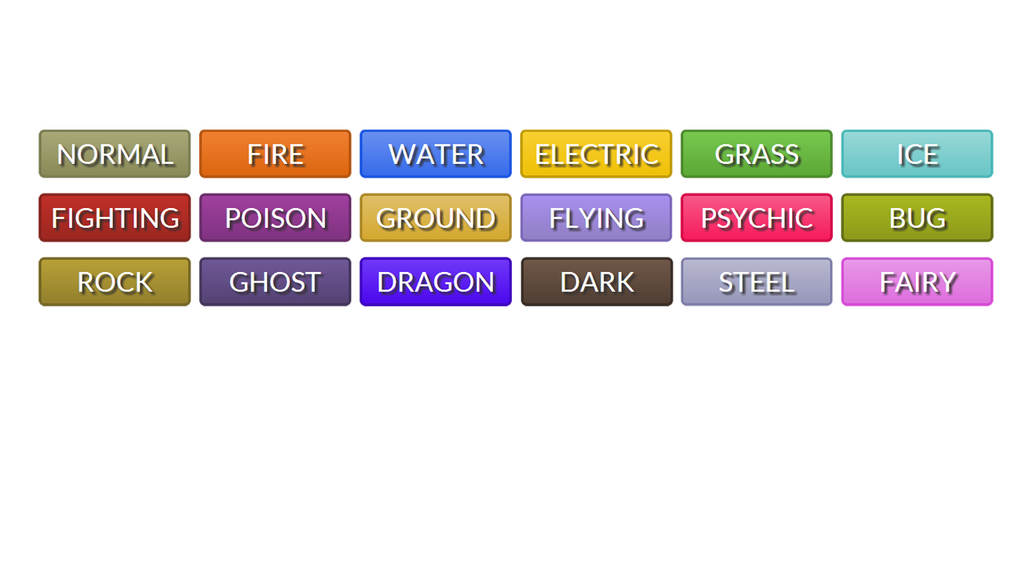 NORMAL FIRE WATER ELECTRIC GRASS ICE
FIGHTING POISON GROUND FLYING PSYCHIC BUG
ROCK GHOST DRAGON DARK STEEL FAIRY